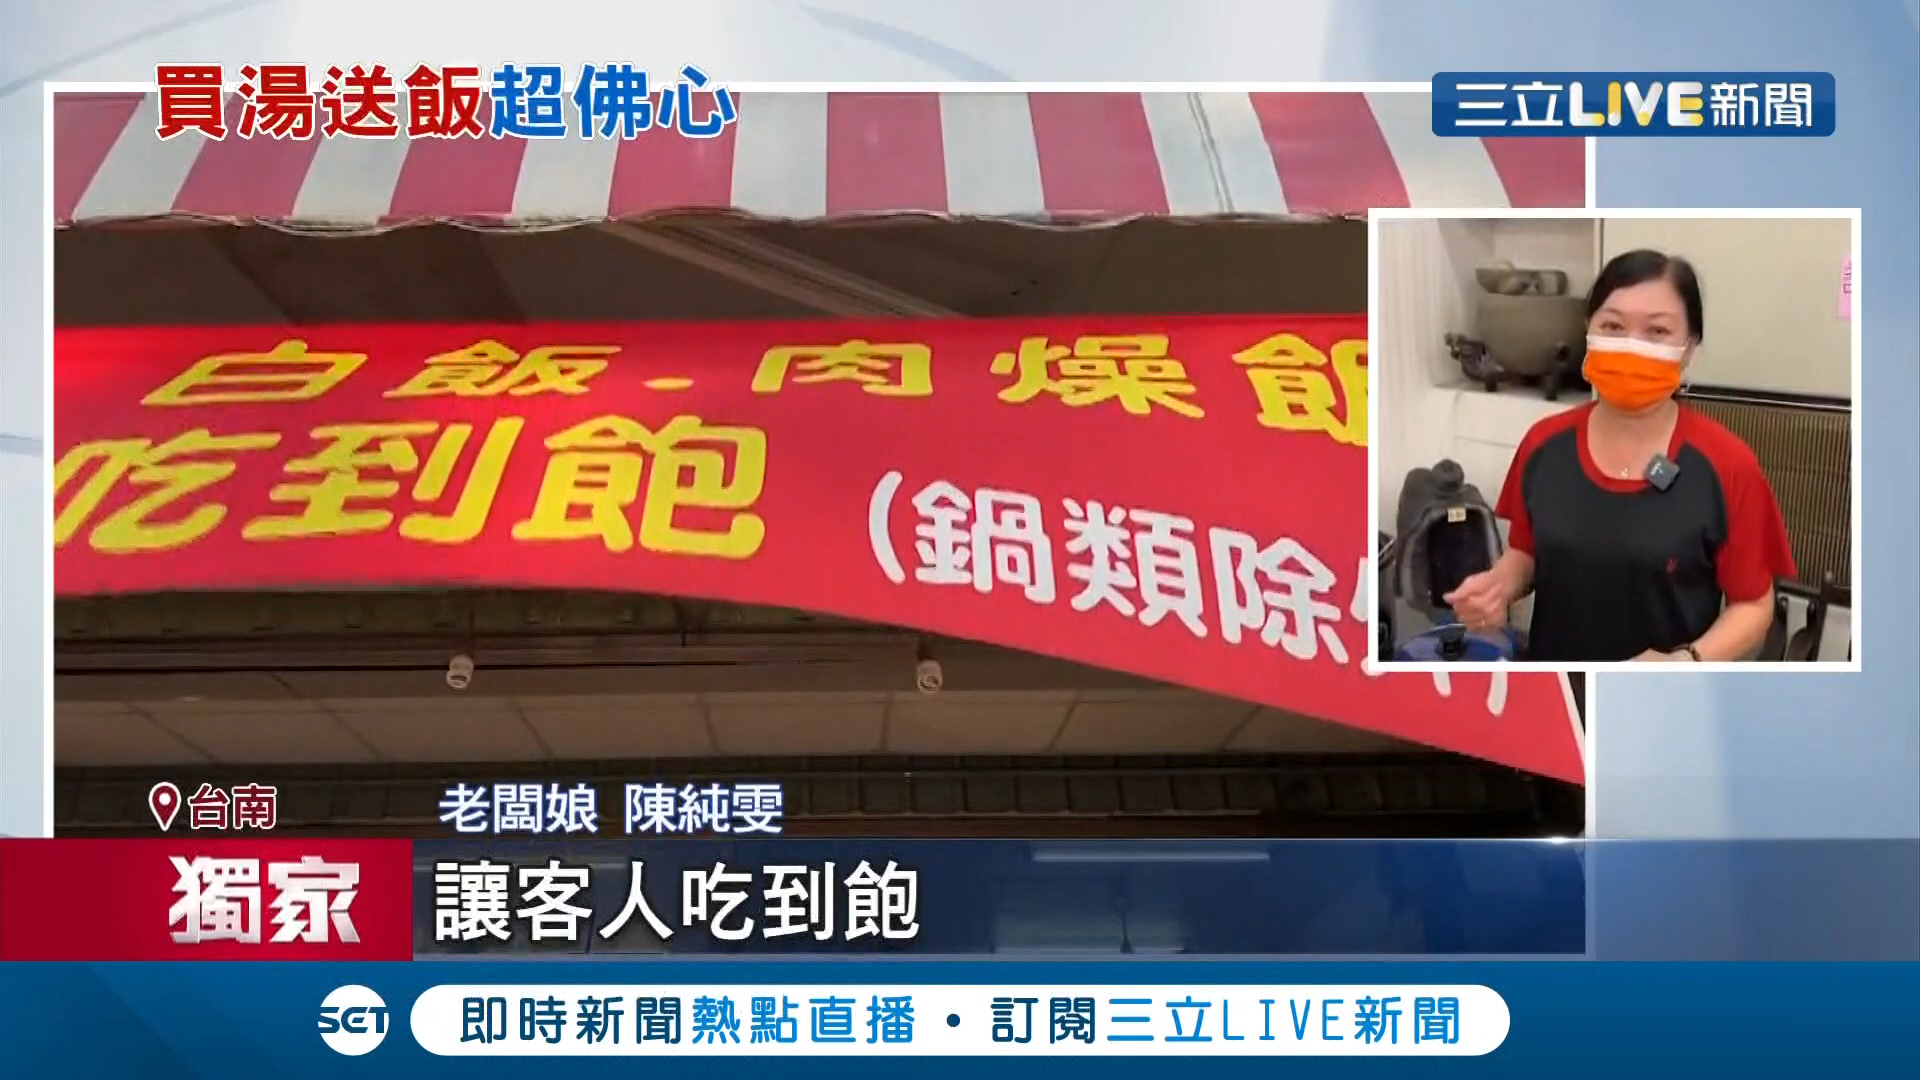 買湯送飯超佛心
三立LIVE新聞
白飯.肉燥飯
吃到飽
(鍋類除外)
台南
老闆娘 陳純雯
獨家
讓客人吃到飽
SET
即時新聞熱點直播・訂閱三立LIVE新聞